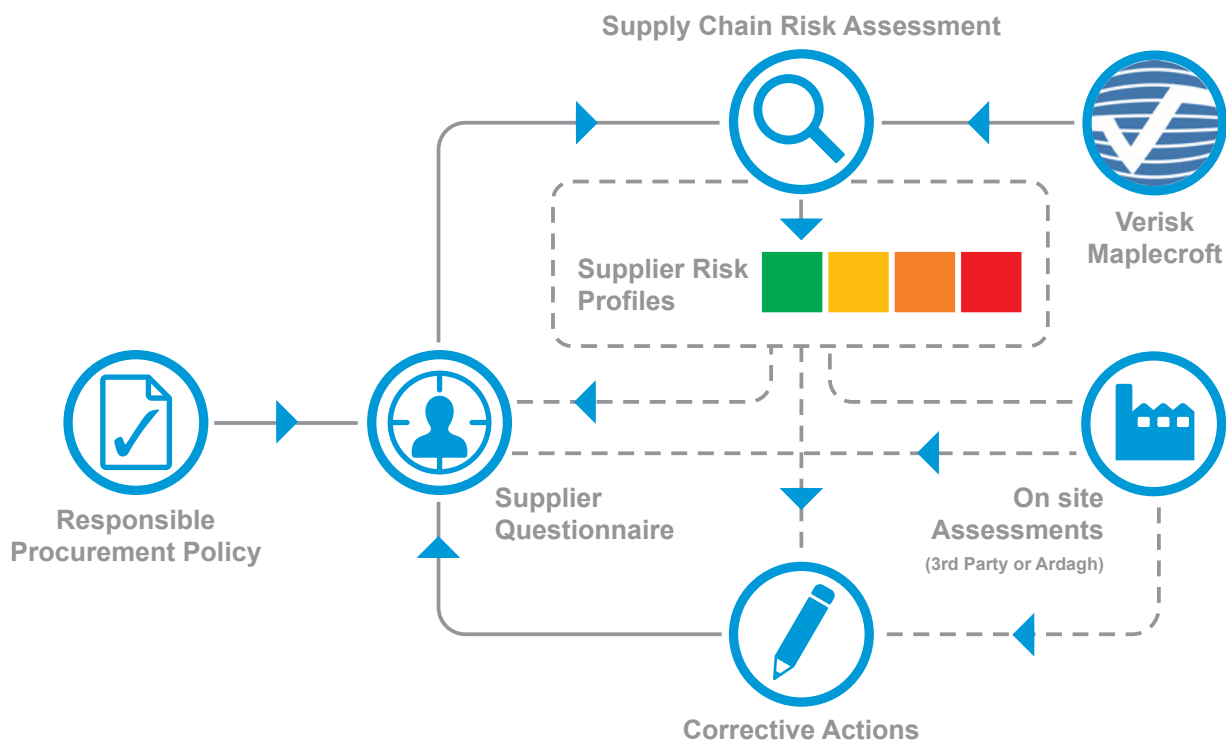 Supply Chain Risk Assessment
Verisk
Maplecroft
Supplier Risk
Profiles
Responsible
Procurement Policy
Supplier
Questionnaire
On site
Assessments
(3rd Party or Ardagh)
Corrective Actions